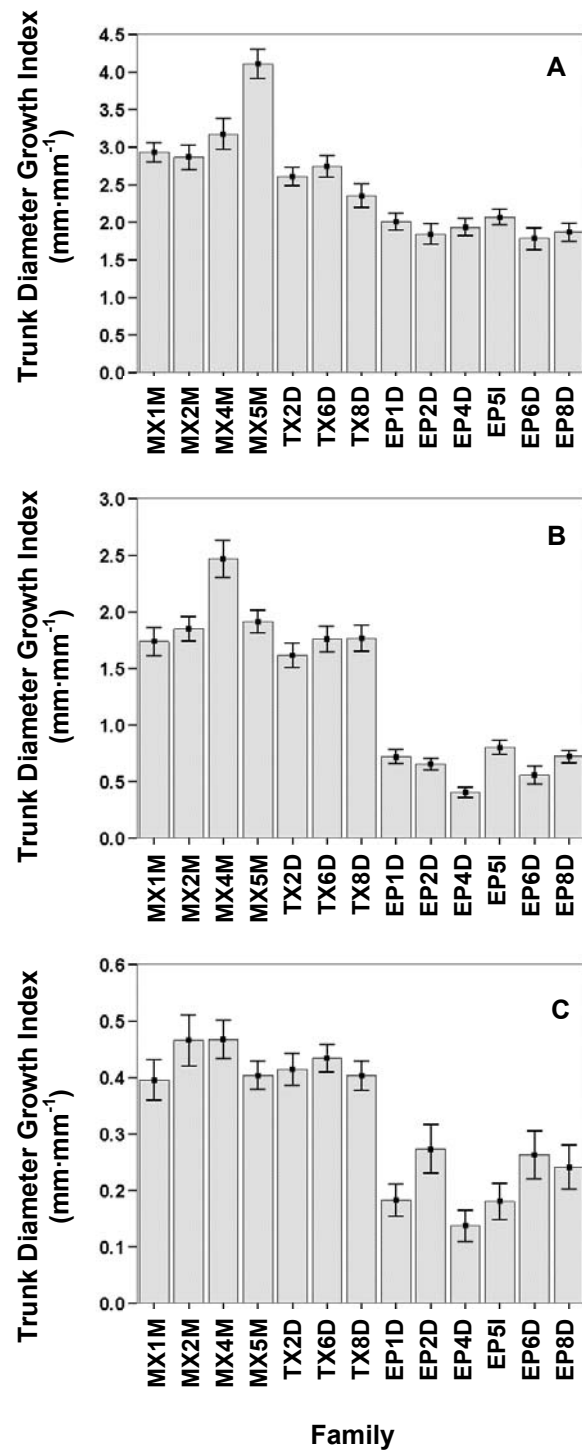 Trunk Diameter Growth Index
(mm·mm⁻¹)
A
4.5
4.0
3.5
3.0
2.5
2.0
1.5
1.0
0.5
0.0
MX1M
MX2M
MX4M
MX5M
TX2D
TX6D
TX8D
EP1D
EP2D
EP4D
EP5I
EP6D
EP8D
Trunk Diameter Growth Index
(mm·mm⁻¹)
B
3.0
2.5
2.0
1.5
1.0
0.5
0.0
MX1M
MX2M
MX4M
MX5M
TX2D
TX6D
TX8D
EP1D
EP2D
EP4D
EP5I
EP6D
EP8D
Trunk Diameter Growth Index
(mm·mm⁻¹)
C
0.6
0.5
0.4
0.3
0.2
0.1
0.0
MX1M
MX2M
MX4M
MX5M
TX2D
TX6D
TX8D
EP1D
EP2D
EP4D
EP5I
EP6D
EP8D
Family